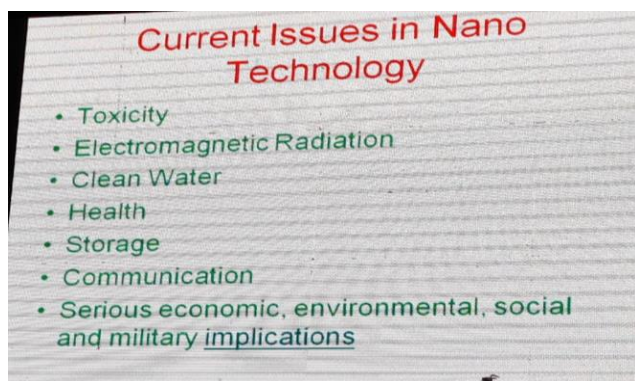 Current Issues in Nano
Technology
• Toxicity
• Electromagnetic Radiation
• Clean Water
• Health
• Storage
• Communication
• Serious economic, environmental, social
and military implications